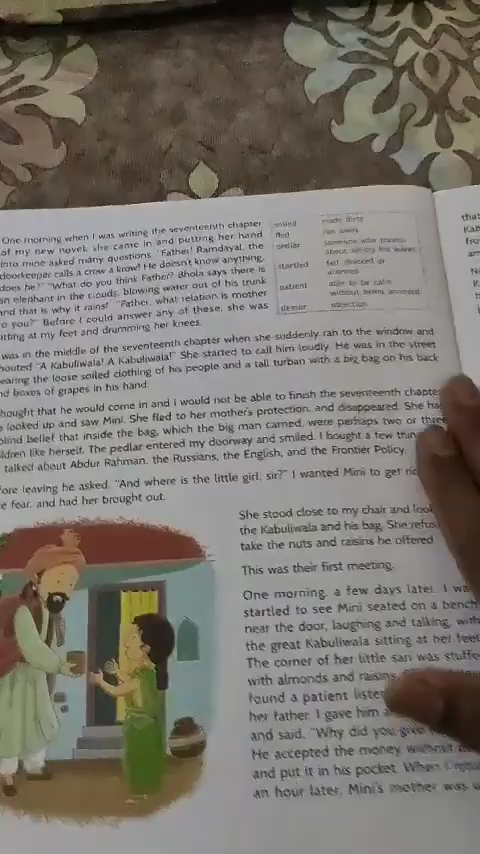 One morning when I was writing the seventeenth chapter
of my new novel, she came in and putting her hand
into mine asked many questions. "Father! Ramdayal, the
doorkeeper calls a crow a krow! He doesn't know anything,
does he?" "What do you think Father? Bhola says there is
an elephant in the clouds, blowing water out of his trunk
and that is why it rains!" "Father, what relation is mother
to you?" Before I could answer any of these, she was
sitting at my feet and drumming her knees.
soiled made dirty
fled ran away
pedlar someone who travels
about selling his wares
startled felt shocked or
alarmed
patient able to be calm
without being annoyed
demur objection
was in the middle of the seventeenth chapter when she suddenly ran to the window and
shouted "A Kabuliwala! A Kabuliwala!" She started to call him loudly. He was in the street
wearing the loose soiled clothing of his people and a tall turban with a big bag on his back
and boxes of grapes in his hand.
thought that he would come in and I would not be able to finish the seventeenth chapter
looked up and saw Mini. She fled to her mother's protection, and disappeared. She ha
blind belief that inside the bag, which the big man carried, were perhaps two or three
ldren like herself. The pedlar entered my doorway and smiled. I bought a few thin
talked about Abdur Rahman, the Russians, the English, and the Frontier Policy.
fore leaving he asked, "And where is the little girl, sir?" I wanted Mini to get ri
e fear, and had her brought out.
She stood close to my chair and loo
the Kabuliwala and his bag. She refus
take the nuts and raisins he offered
This was their first meeting.
One morning, a few days later, I wa
startled to see Mini seated on a bench
near the door, laughing and talking, with
the great Kabuliwala sitting at her feet
The corner of her little sari was stuffe
with almonds and raisins.
found a patient listen
her father. I gave him a
and said, "Why did you give
He accepted the money without
and put it in his pocket. When
an hour later, Mini's mother was
tha
Kab
fro